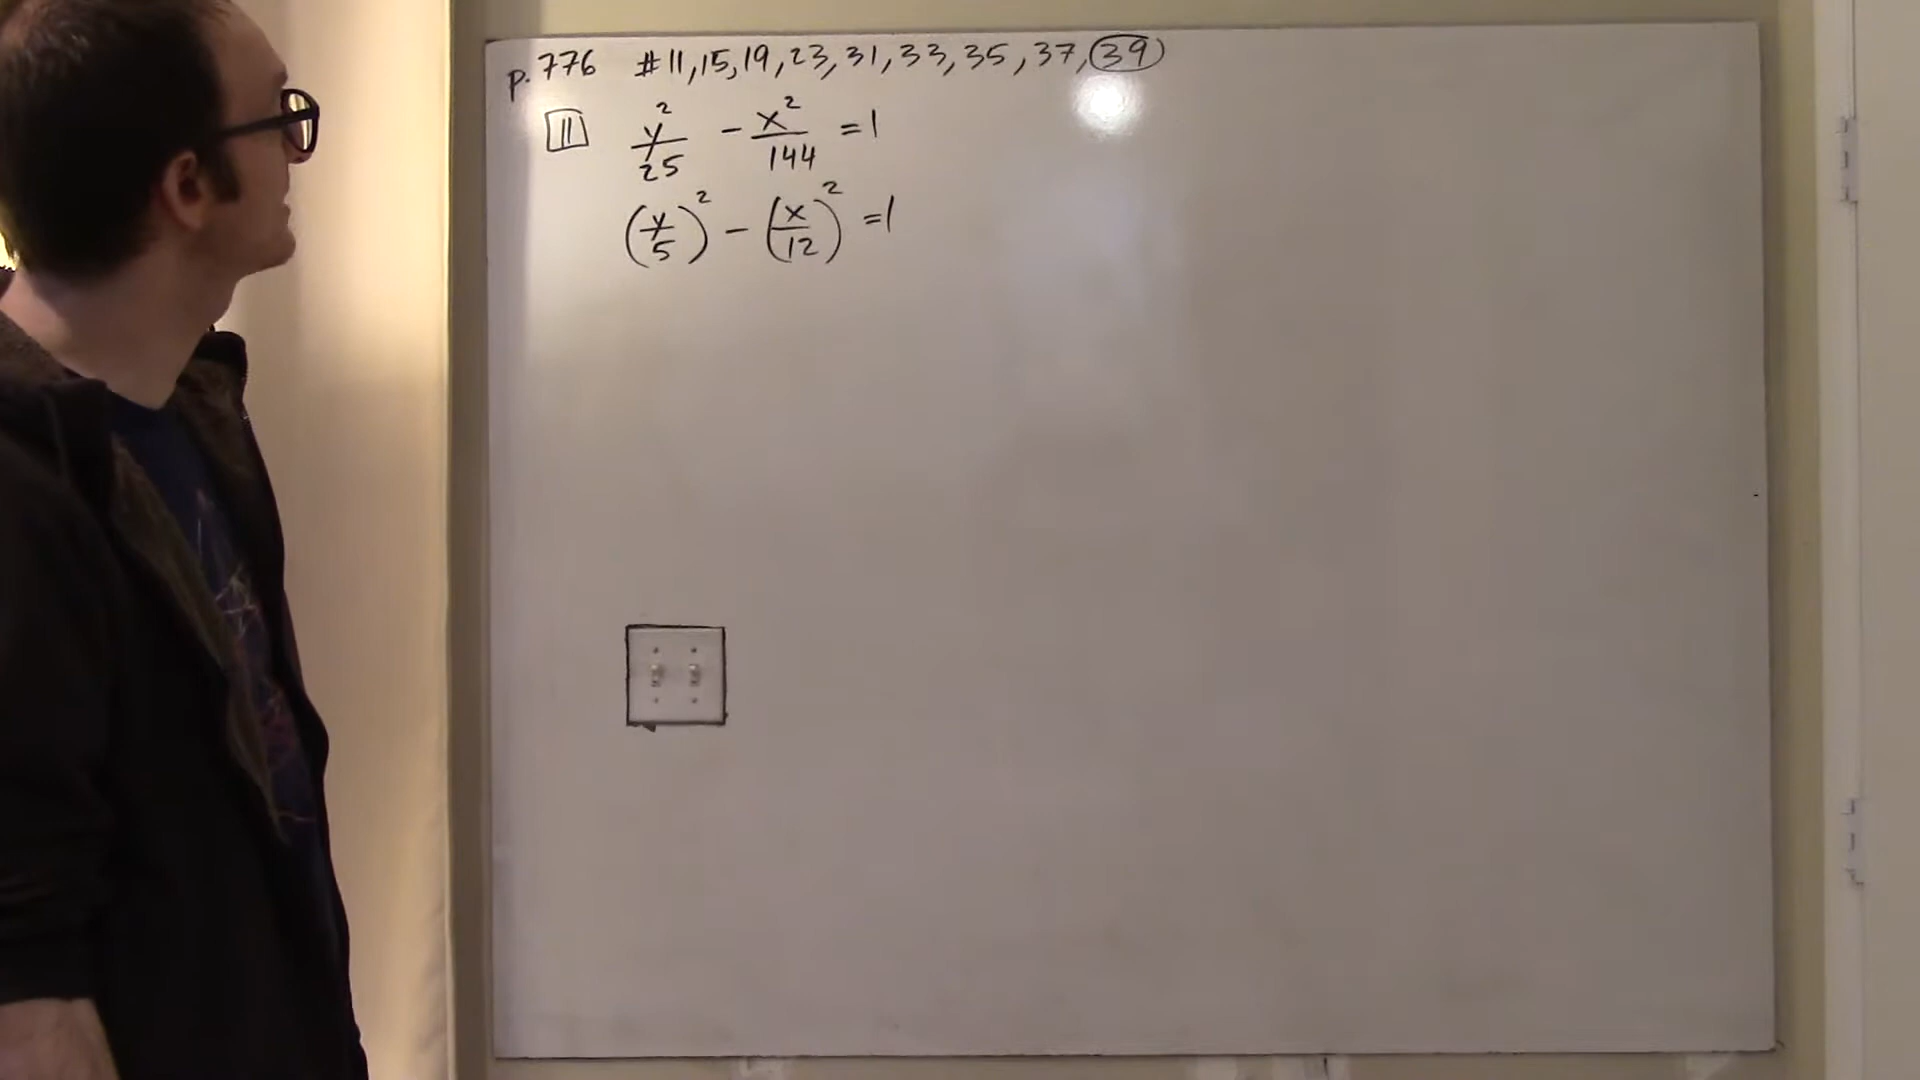 p. 776 #11, 15, 19, 23, 31, 33, 35, 37, 39
11 y²/25 - x²/144 = 1
(y/5)² - (x/12)² = 1